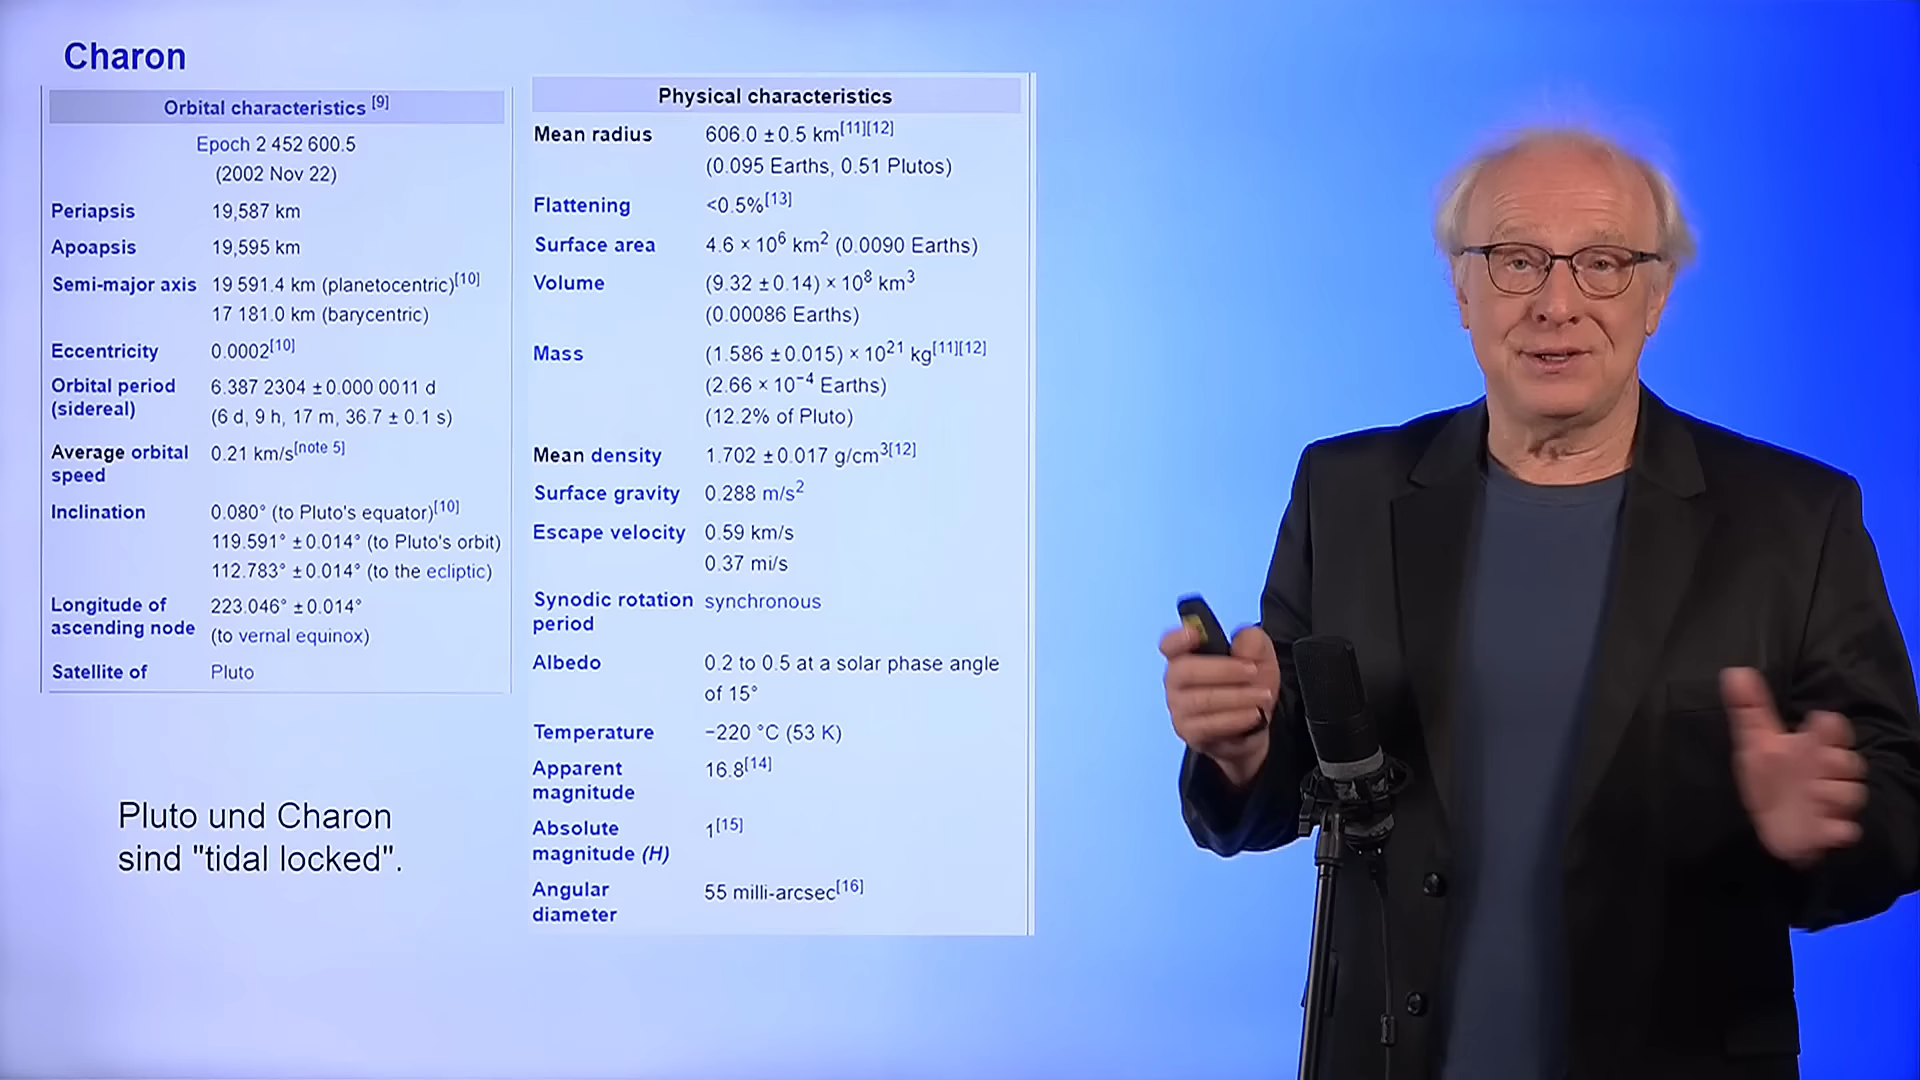 Charon
Orbital characteristics [9]
Epoch 2 452 600.5
(2002 Nov 22)
Periapsis 19,587 km
Apoapsis 19,595 km
Semi-major axis 19 591.4 km (planetocentric)[10]
17 181.0 km (barycentric)
Eccentricity 0.0002[10]
Orbital period
(sidereal)
6.387 2304 ±0.000 0011 d
(6 d, 9 h, 17 m, 36.7 ± 0.1 s)
Average orbital
speed
0.21 km/s[note 5]
Inclination 0.080° (to Pluto's equator)[10]
119.591° ±0.014° (to Pluto's orbit)
112.783° ±0.014° (to the ecliptic)
Longitude of
ascending node
223.046° ±0.014°
(to vernal equinox)
Satellite of Pluto
Pluto und Charon
sind "tidal locked".
Physical characteristics
Mean radius 606.0 ±0.5 km[11][12]
(0.095 Earths, 0.51 Plutos)
Flattening <0.5%[13]
Surface area 4.6 × 10⁶ km² (0.0090 Earths)
Volume (9.32 ±0.14) × 10⁸ km³
(0.00086 Earths)
Mass (1.586 ±0.015) × 10²¹ kg[11][12]
(2.66 × 10⁻⁴ Earths)
(12.2% of Pluto)
Mean density 1.702 ±0.017 g/cm³[12]
Surface gravity 0.288 m/s²
Escape velocity 0.59 km/s
0.37 mi/s
Synodic rotation
period
synchronous
Albedo 0.2 to 0.5 at a solar phase angle
of 15°
Temperature −220 °C (53 K)
Apparent
magnitude
16.8[14]
Absolute
magnitude (H)
1[15]
Angular
diameter
55 milli-arcsec[16]